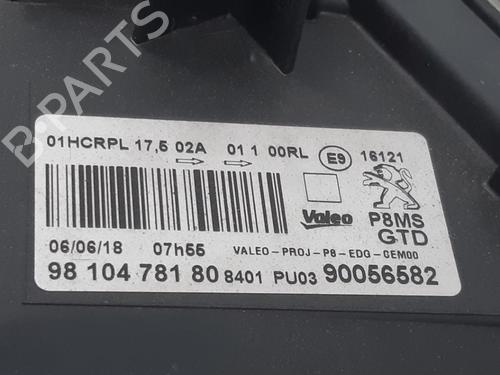 B-PARTS
01HCRPL 17,5 02A 01 1 00RL E9 16121
Valeo P8MS
GTD
06/06/18 07h55 VALEO-PROJ-P8-EDG-CEM00
98 104 781 80 8401 PU03 90056582